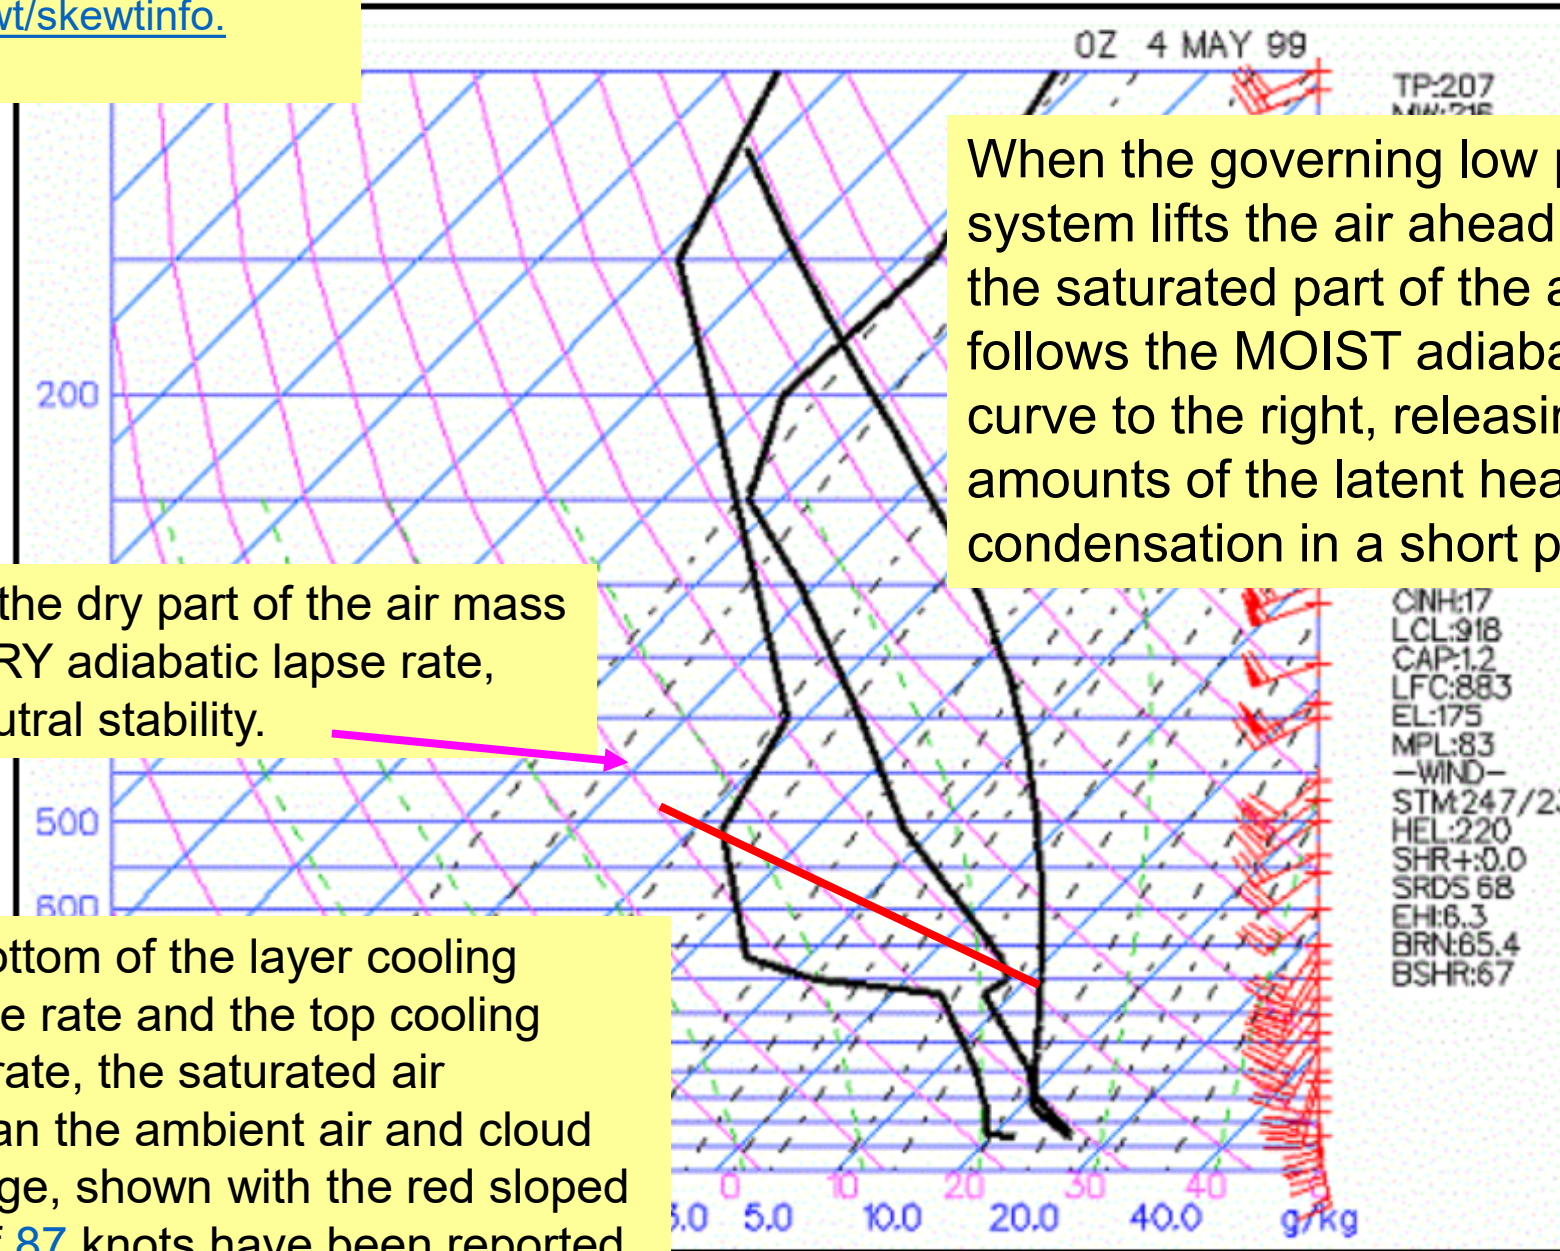 wt/skewtinfo.
0Z 4 MAY 99
TP:207
When the governing low
system lifts the air ahead
the saturated part of the
follows the MOIST
curve to the right,
amounts of the latent
condensation in a short
200
the dry part of the air mass
RY adiabatic lapse rate,
utral stability.
CINH:17
LCL:918
CAP:1.2
LFC:883
EL:175
MPL:83
-WIND-
STM:247/2
HEL:220
SHR+:0.0
SRDS 68
EHI:6.3
BRN:65.4
BSHR:67
500
600
ottom of the layer cooling
e rate and the top cooling
rate, the saturated air
an the ambient air and cloud
ge, shown with the red sloped
f 87 knots have been reported
0 10 20 30 40
5.0 10.0 20.0 40.0 g/kg